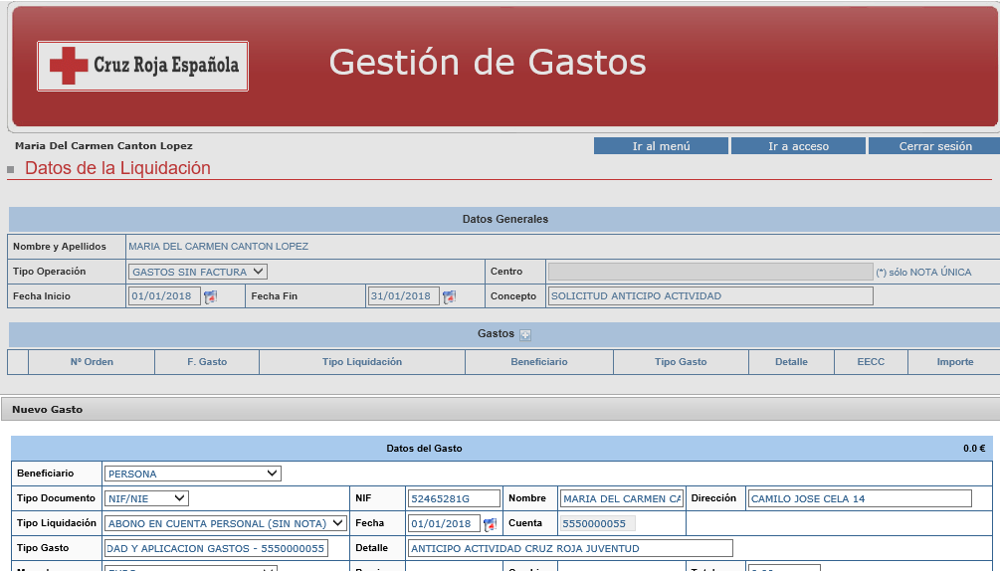 Cruz Roja Española
Gestión de Gastos
Maria Del Carmen Canton Lopez
Ir al menú Ir a acceso Cerrar sesión
Datos de la Liquidación
Datos Generales
Nombre y Apellidos MARIA DEL CARMEN CANTON LOPEZ
Tipo Operación GASTOS SIN FACTURA Centro (*) sólo NOTA ÚNICA
Fecha Inicio 01/01/2018 Fecha Fin 31/01/2018 Concepto SOLICITUD ANTICIPO ACTIVIDAD
Gastos
Nº Orden F. Gasto Tipo Liquidación Beneficiario Tipo Gasto Detalle EECC Importe
Nuevo Gasto
Datos del Gasto 0.0 €
Beneficiario PERSONA
Tipo Documento NIF/NIE NIF 52465281G Nombre MARIA DEL CARMEN CA Dirección CAMILO JOSE CELA 14
Tipo Liquidación ABONO EN CUENTA PERSONAL (SIN NOTA) Fecha 01/01/2018 Cuenta 5550000055
Tipo Gasto DAD Y APLICACION GASTOS - 5550000055 Detalle ANTICIPO ACTIVIDAD CRUZ ROJA JUVENTUD